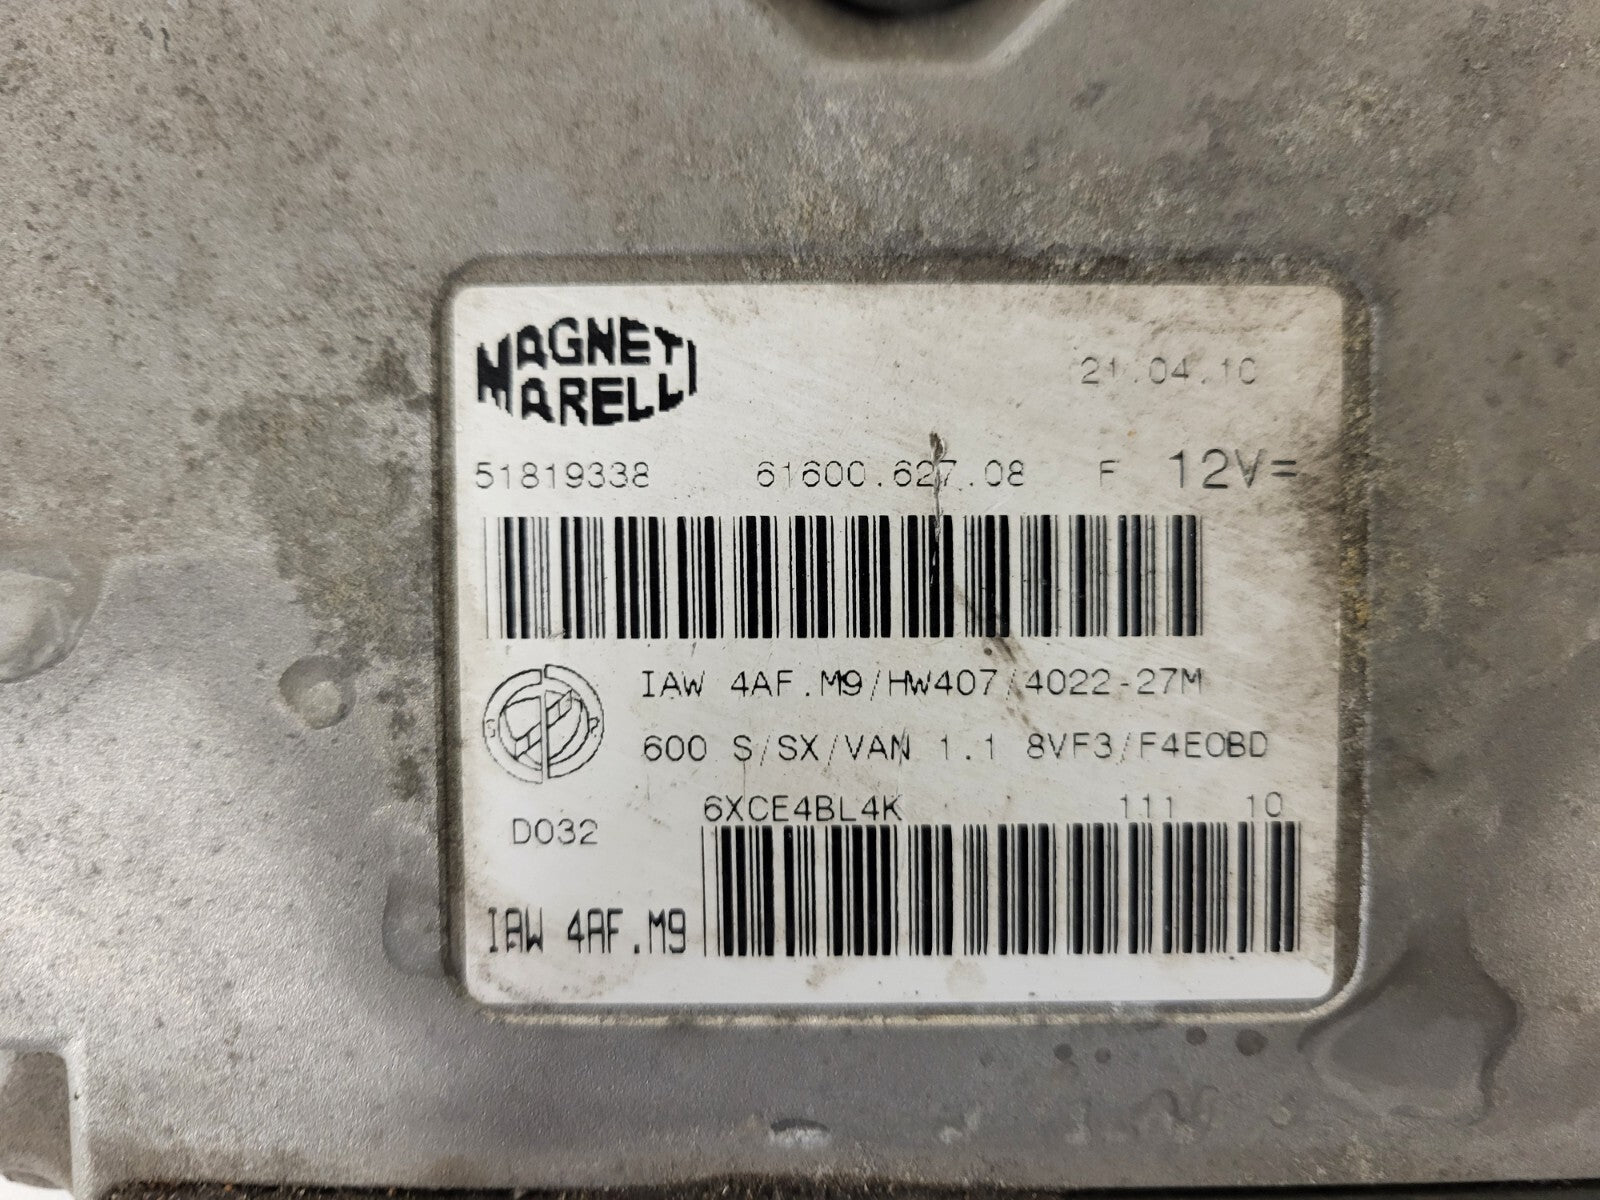 MAGNETI
MARELLI
21.04.10
51819338 61600.627.08 F 12V=
IAW 4AF.M9/HW407/4022-27M
600 S/SX/VAN 1.1 8VF3/F4EOBD
6XCE4BL4K 111 10
D032
IAW 4AF.M9